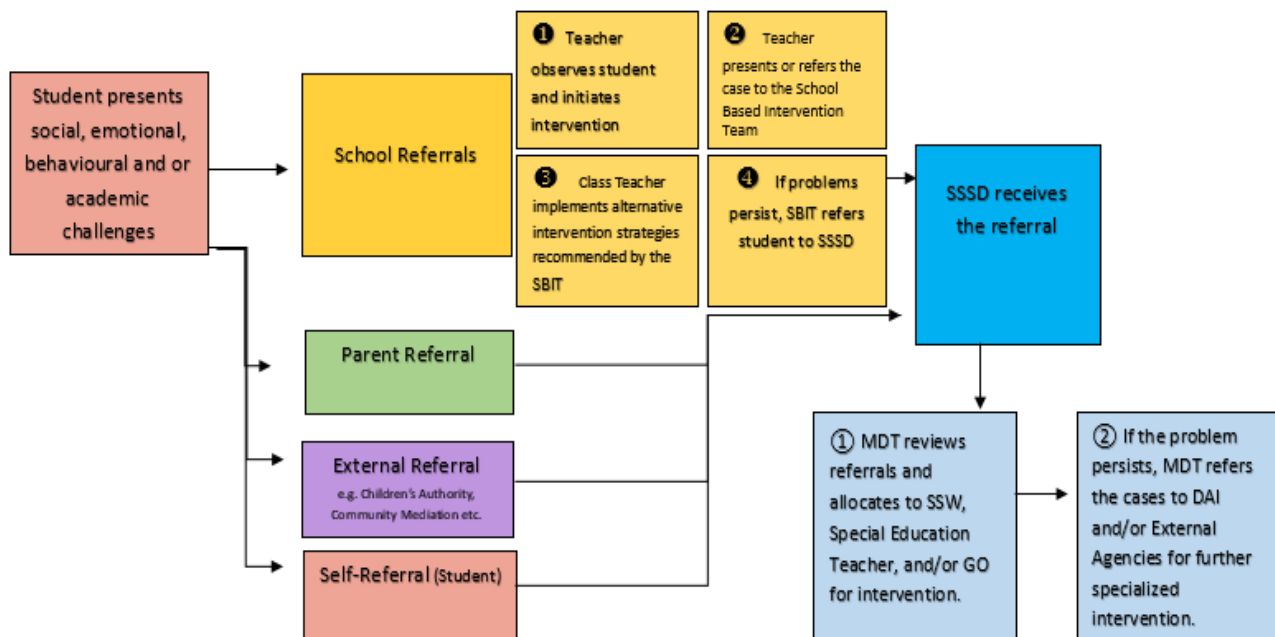 Student presents
social, emotional,
behavioural and or
academic
challenges
School Referrals
❶ Teacher
observes student
and initiates
intervention
❷ Teacher
presents or refers the
case to the School
Based Intervention
Team
❸ Class Teacher
implements alternative
intervention strategies
recommended by the
SBIT
❹ If problems
persist, SBIT refers
student to SSSD
SSSD receives
the referral
Parent Referral
External Referral
e.g. Children's Authority,
Community Mediation etc.
Self-Referral (Student)
① MDT reviews
referrals and
allocates to SSW,
Special Education
Teacher, and/or GO
for intervention.
② If the problem
persists, MDT refers
the cases to DAI
and/or External
Agencies for further
specialized
intervention.